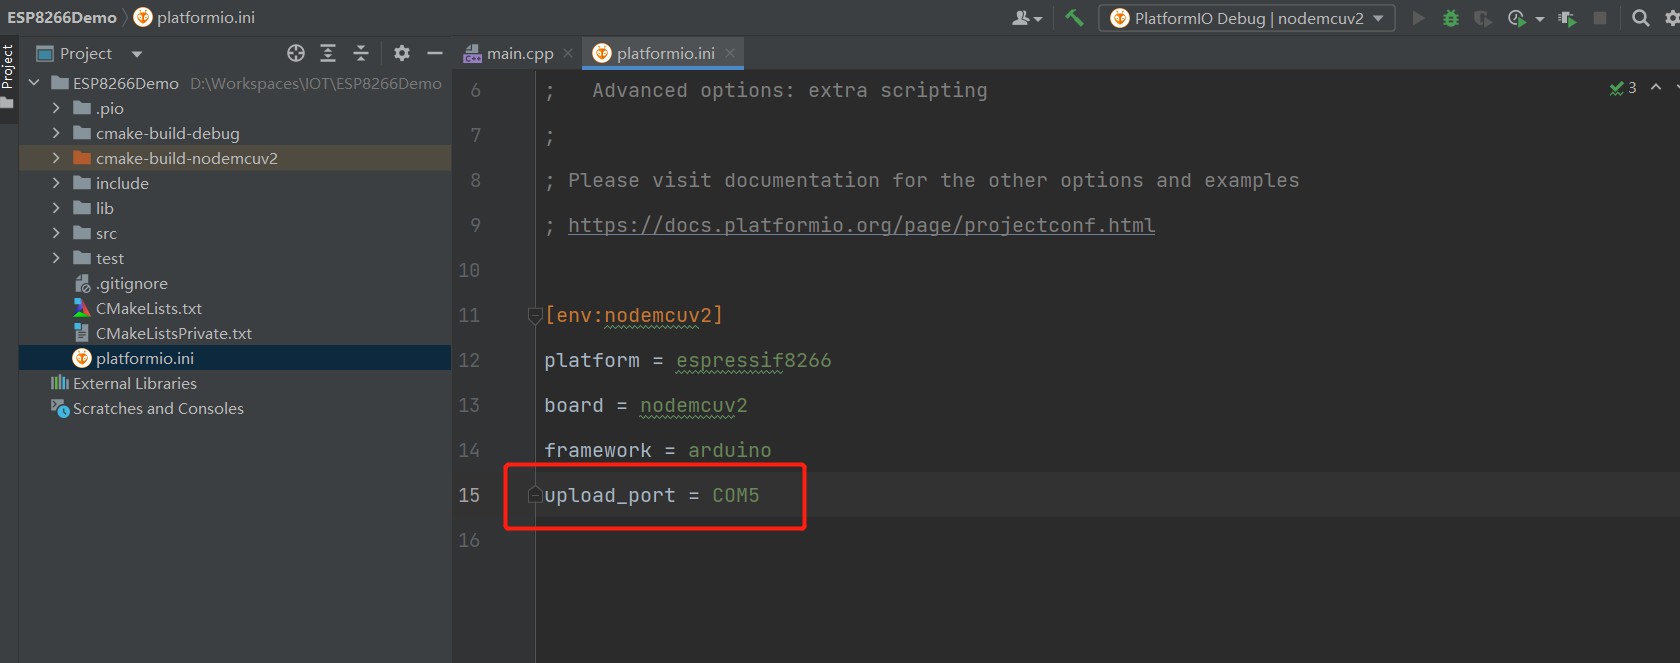 ESP8266Demo platformio.ini
PlatformIO Debug | nodemcuv2
Project
Project
ESP8266Demo D:\Workspaces\IOT\ESP8266Demo
.pio
cmake-build-debug
cmake-build-nodemcuv2
include
lib
src
test
.gitignore
CMakeLists.txt
CMakeListsPrivate.txt
platformio.ini
External Libraries
Scratches and Consoles
main.cpp platformio.ini
3
6 ;   Advanced options: extra scripting
7 ;
8 ; Please visit documentation for the other options and examples
9 ; https://docs.platformio.org/page/projectconf.html
10
11 [env:nodemcuv2]
12 platform = espressif8266
13 board = nodemcuv2
14 framework = arduino
15 upload_port = COM5
16